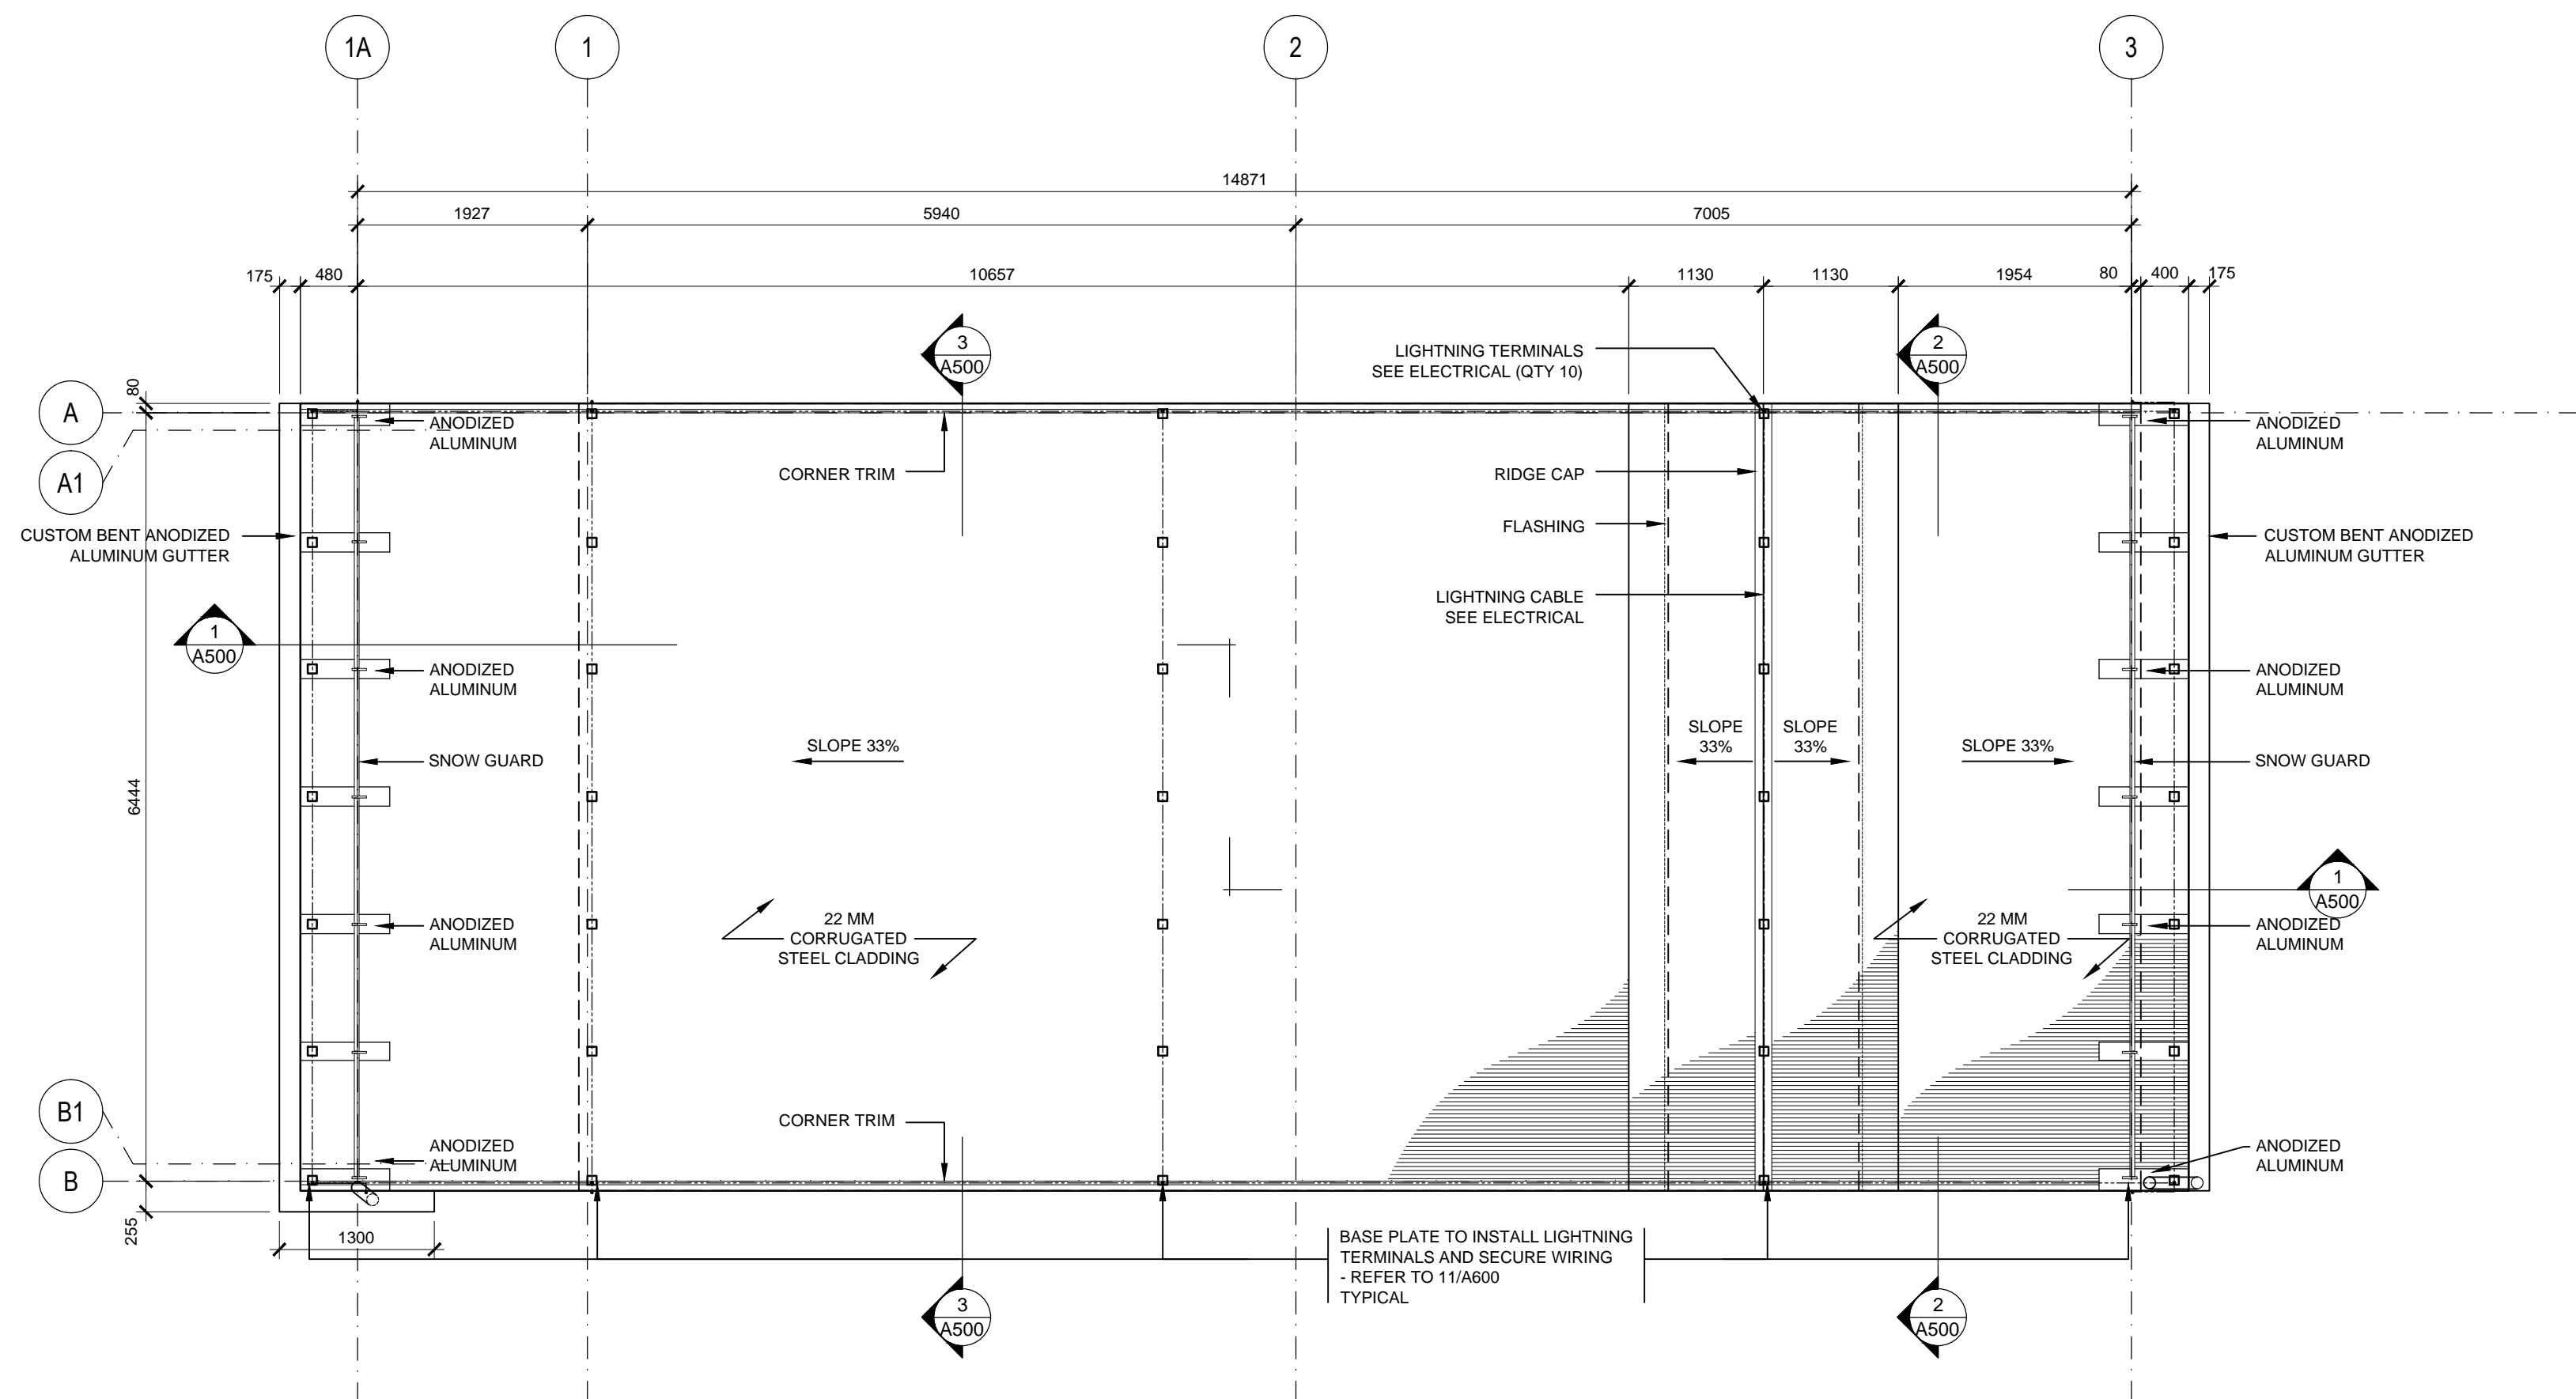 1A
1
2
3
14871
1927
5940
7005
175
480
10657
1130
1130
1954
80
400
175
3
A500
LIGHTNING TERMINALS
SEE ELECTRICAL (QTY 10)
2
A500
80
A
A1
ANODIZED
ALUMINUM
CORNER TRIM
RIDGE CAP
ANODIZED
ALUMINUM
CUSTOM BENT ANODIZED
ALUMINUM GUTTER
FLASHING
CUSTOM BENT ANODIZED
ALUMINUM GUTTER
LIGHTNING CABLE
SEE ELECTRICAL
1
A500
ANODIZED
ALUMINUM
ANODIZED
ALUMINUM
SLOPE 33%
SLOPE
33%
SLOPE
33%
SLOPE 33%
SNOW GUARD
SNOW GUARD
6444
1
A500
22 MM
CORRUGATED
STEEL CLADDING
22 MM
CORRUGATED
STEEL CLADDING
ANODIZED
ALUMINUM
ANODIZED
ALUMINUM
B1
B
CORNER TRIM
ANODIZED
ALUMINUM
ANODIZED
ALUMINUM
255
1300
BASE PLATE TO INSTALL LIGHTNING
TERMINALS AND SECURE WIRING
- REFER TO 11/A600
TYPICAL
3
A500
2
A500